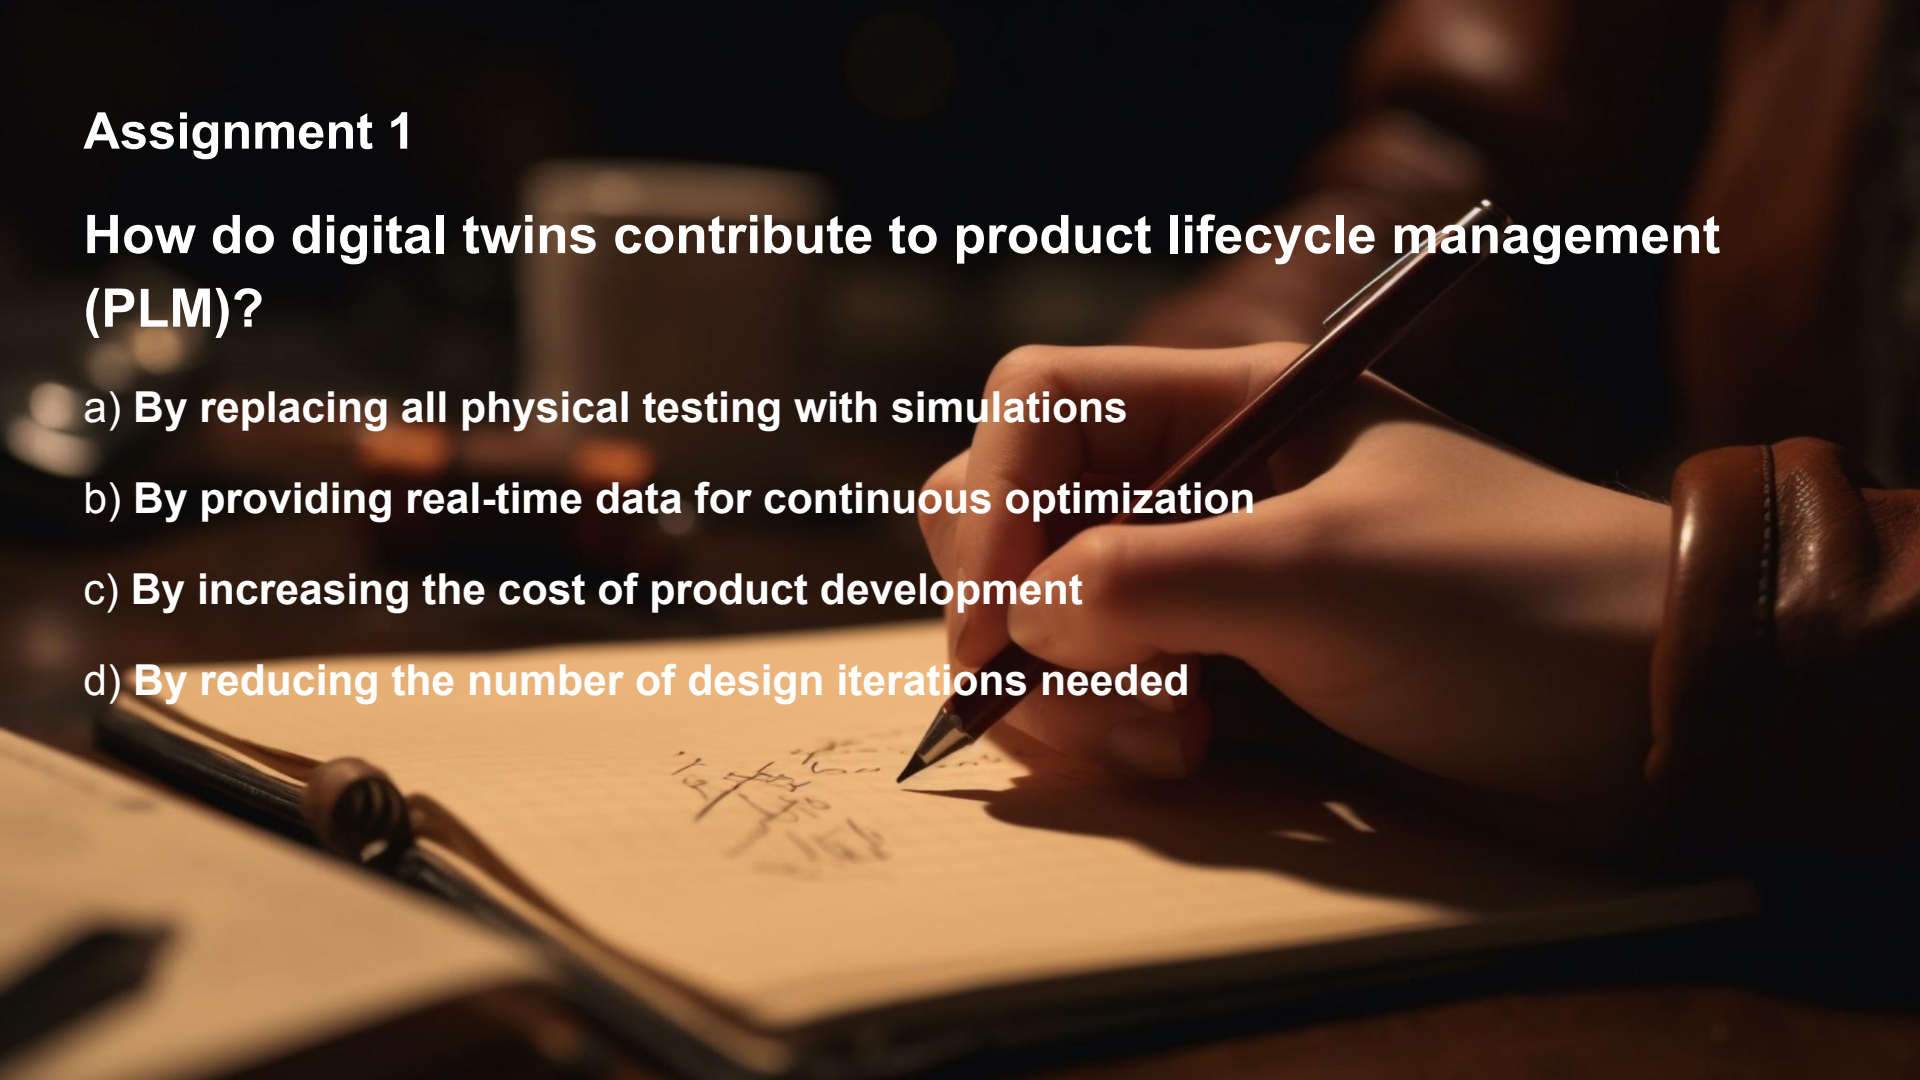 Assignment 1
How do digital twins contribute to product lifecycle management
(PLM)?
a) By replacing all physical testing with simulations
b) By providing real-time data for continuous optimization
c) By increasing the cost of product development
d) By reducing the number of design iterations needed